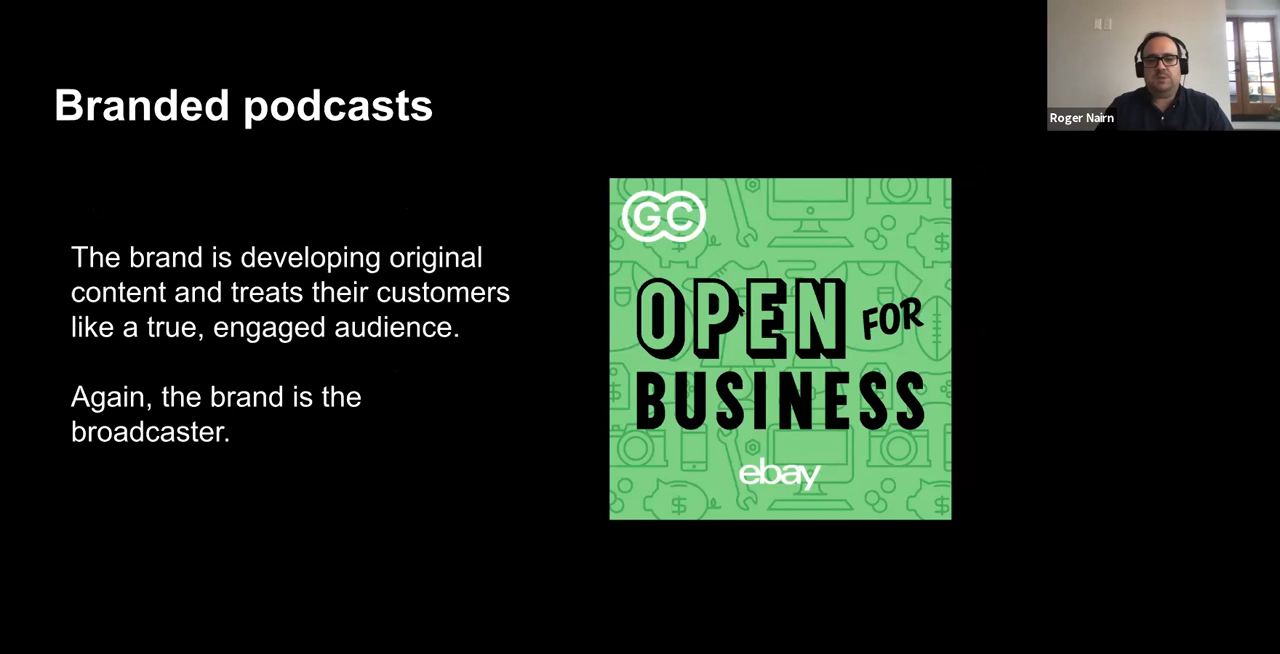 Branded podcasts
Roger Nairn
The brand is developing original
content and treats their customers
like a true, engaged audience.
Again, the brand is the
broadcaster.
GC
OPEN FOR
BUSINESS
ebay